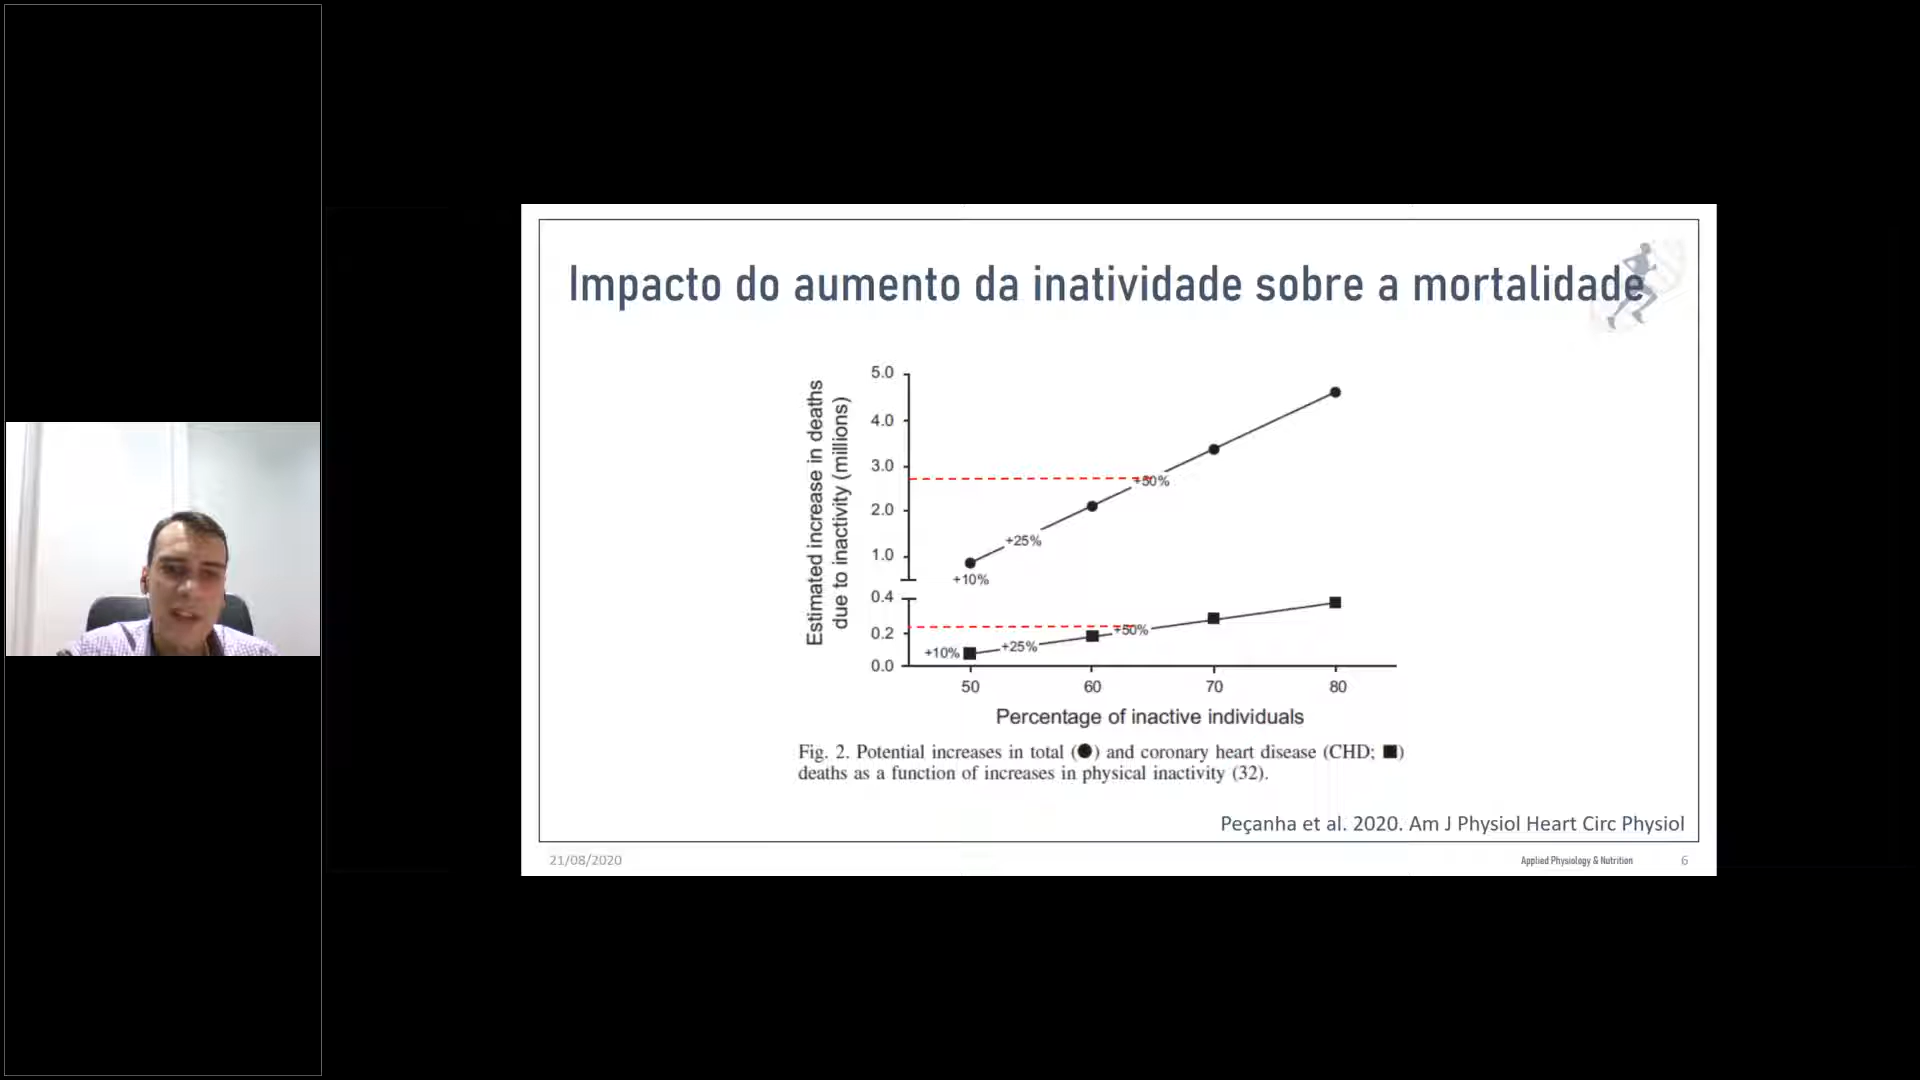 Impacto do aumento da inatividade sobre a mortalidade
Estimated increase in deaths
due to inactivity (millions)
5.0
4.0
3.0
2.0
1.0
0.4
0.2
0.0
+50%
+25%
+10%
+50%
+25%
+10%
50 60 70 80
Percentage of inactive individuals
Fig. 2. Potential increases in total (●) and coronary heart disease (CHD; ■)
deaths as a function of increases in physical inactivity (32).
Peçanha et al. 2020. Am J Physiol Heart Circ Physiol
21/08/2020 Applied Physiology & Nutrition 6